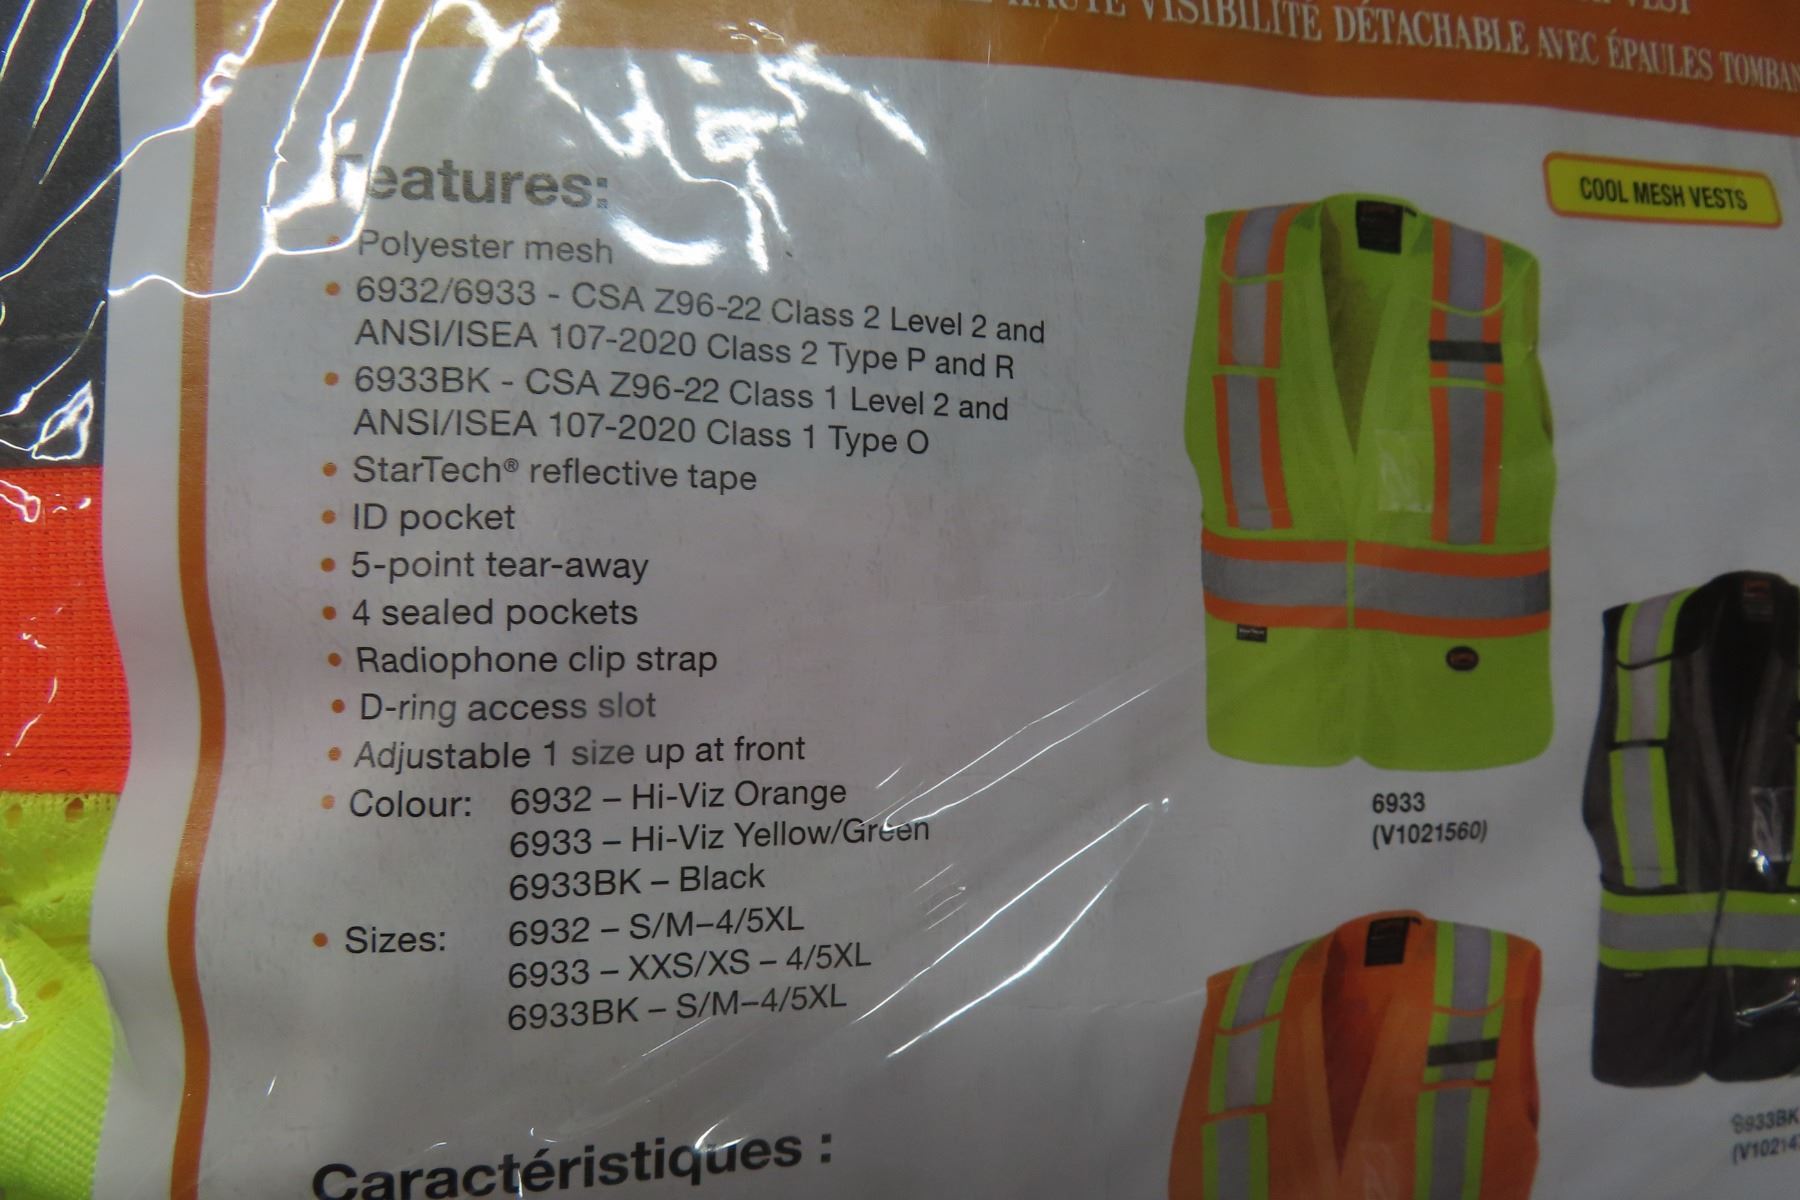 VEST
HAUTE VISIBILITÉ DÉTACHABLE AVEC ÉPAULES
COOL MESH VESTS
Features:
• Polyester mesh
• 6932/6933 - CSA Z96-22 Class 2 Level 2 and
ANSI/ISEA 107-2020 Class 2 Type P and R
• 6933BK - CSA Z96-22 Class 1 Level 2 and
ANSI/ISEA 107-2020 Class 1 Type O
• StarTech® reflective tape
• ID pocket
• 5-point tear-away
• 4 sealed pockets
• Radiophone clip strap
• D-ring access slot
• Adjustable 1 size up at front
• Colour: 6932 – Hi-Viz Orange
6933 – Hi-Viz Yellow/Green
6933BK – Black
• Sizes: 6932 – S/M–4/5XL
6933 – XXS/XS – 4/5XL
6933BK – S/M–4/5XL
6933
(V1021560)
6933BK
Caractéristiques :